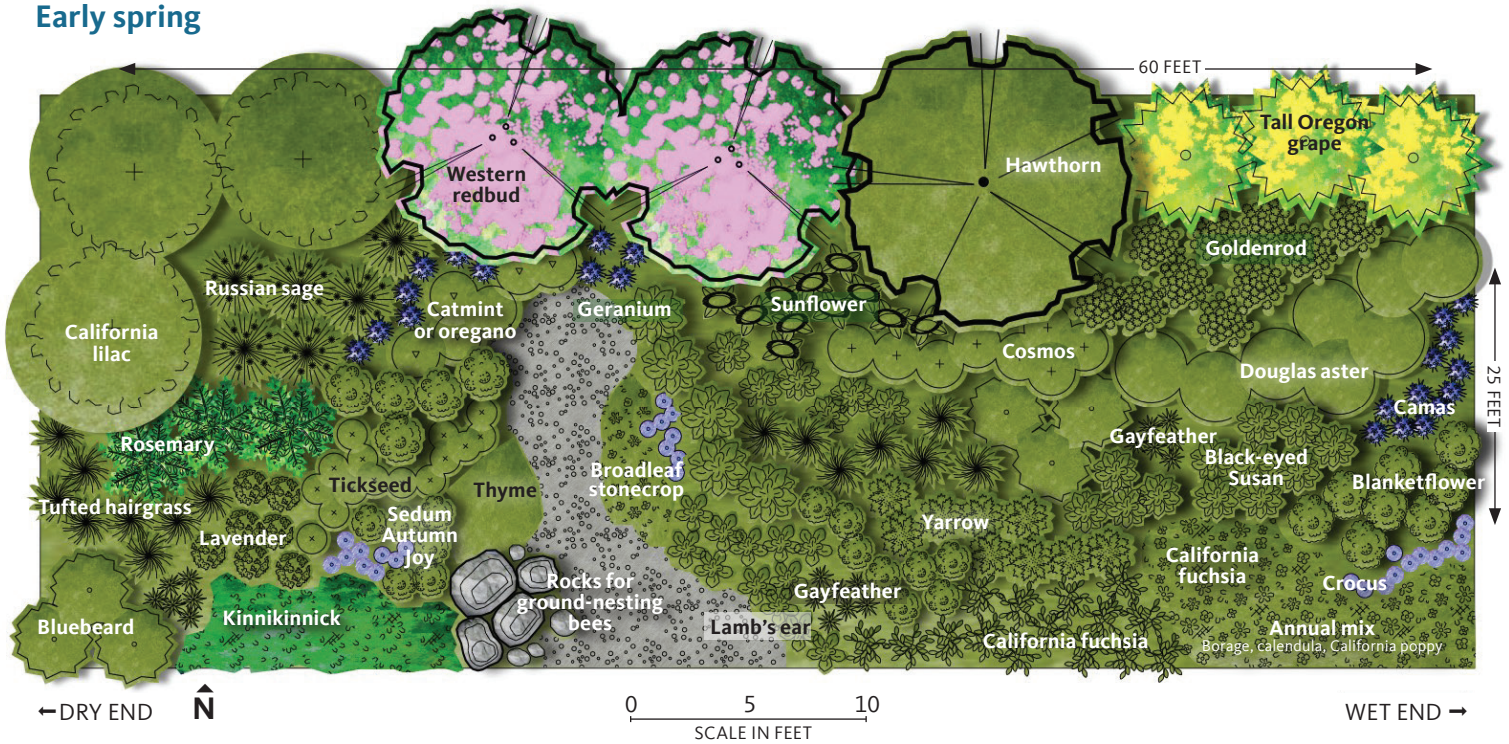 Early spring
60 FEET
Tall Oregon
grape
Western
redbud
Hawthorn
Goldenrod
Russian sage
Catmint
or oregano
Geranium
Sunflower
California
lilac
Cosmos
Douglas aster
25 FEET
Camas
Rosemary
Gayfeather
Black-eyed
Susan
Broadleaf
stonecrop
Tickseed
Thyme
Blanketflower
Tufted hairgrass
Sedum
Autumn
Joy
Lavender
Yarrow
California
fuchsia
Crocus
Rocks for
ground-nesting
bees
Gayfeather
Kinnikinnick
Bluebeard
Lamb's ear
California fuchsia
Annual mix
Borage, calendula, California poppy
←DRY END
N
0 5 10
SCALE IN FEET
WET END →